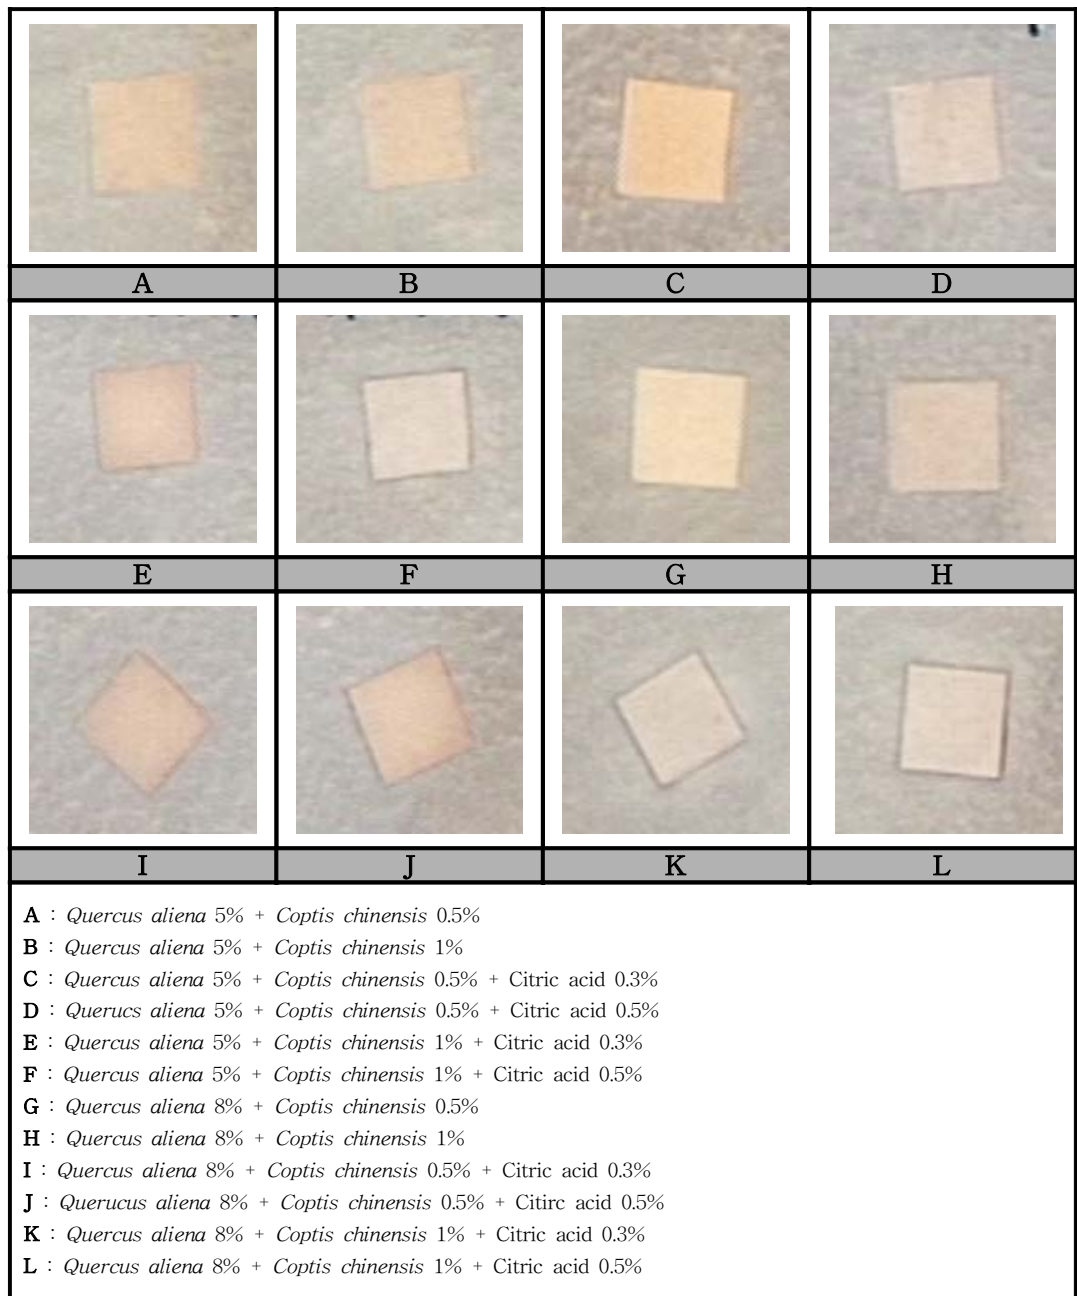 A B C D
E F G H
I J K L
A : Quercus aliena 5% + Coptis chinensis 0.5%
B : Quercus aliena 5% + Coptis chinensis 1%
C : Quercus aliena 5% + Coptis chinensis 0.5% + Citric acid 0.3%
D : Querucs aliena 5% + Coptis chinensis 0.5% + Citric acid 0.5%
E : Quercus aliena 5% + Coptis chinensis 1% + Citric acid 0.3%
F : Quercus aliena 5% + Coptis chinensis 1% + Citric acid 0.5%
G : Quercus aliena 8% + Coptis chinensis 0.5%
H : Quercus aliena 8% + Coptis chinensis 1%
I : Quercus aliena 8% + Coptis chinensis 0.5% + Citric acid 0.3%
J : Querucus aliena 8% + Coptis chinensis 0.5% + Citirc acid 0.5%
K : Quercus aliena 8% + Coptis chinensis 1% + Citric acid 0.3%
L : Quercus aliena 8% + Coptis chinensis 1% + Citric acid 0.5%